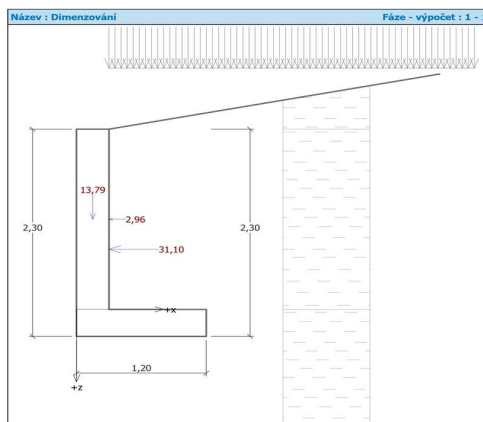 Název : Dimenzování
Fáze - výpočet : 1 -
13,79
2,96
2,30
2,30
31,10
+x
1,20
+z